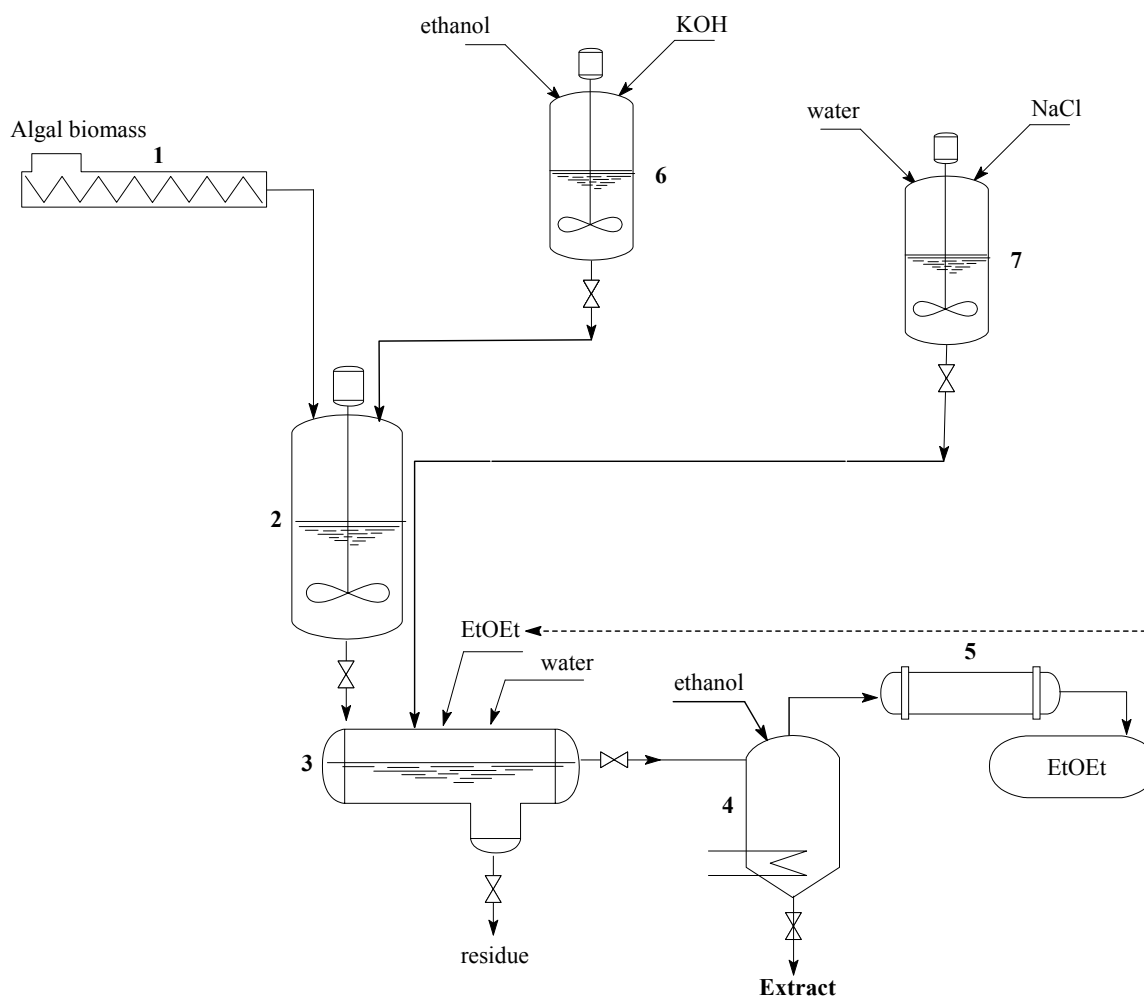 ethanol
KOH
Algal biomass
1
water
NaCl
6
7
2
EtOEt
water
5
ethanol
3
EtOEt
4
residue
Extract